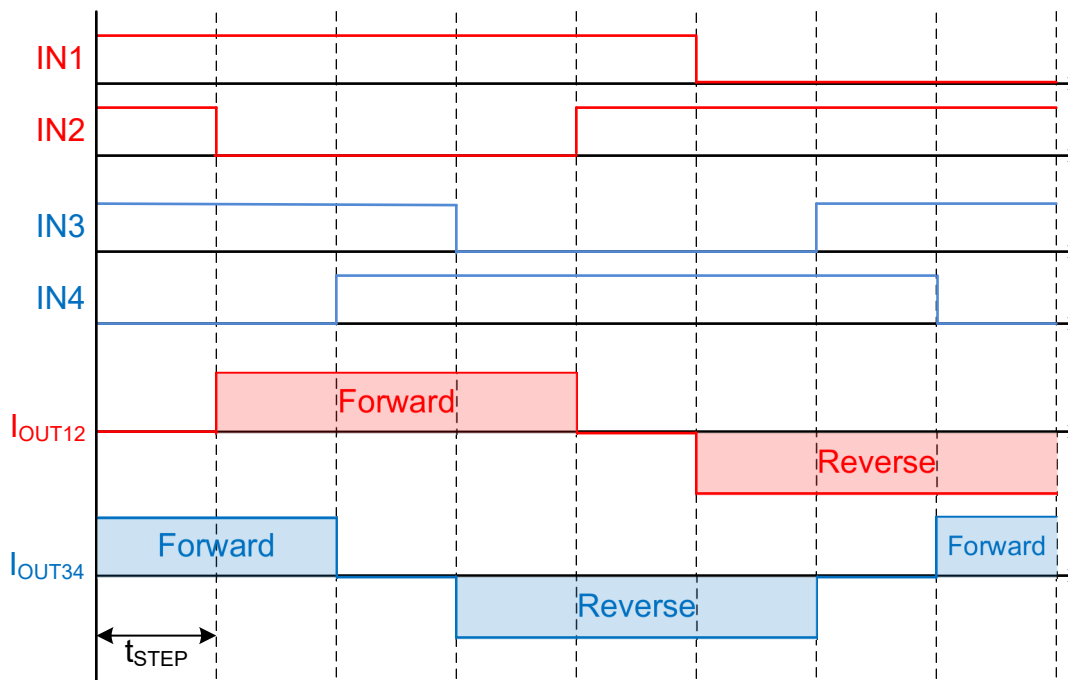 IN1
IN2
IN3
IN4
IOUT12
Forward
Reverse
IOUT34
Forward
Reverse
Forward
tSTEP